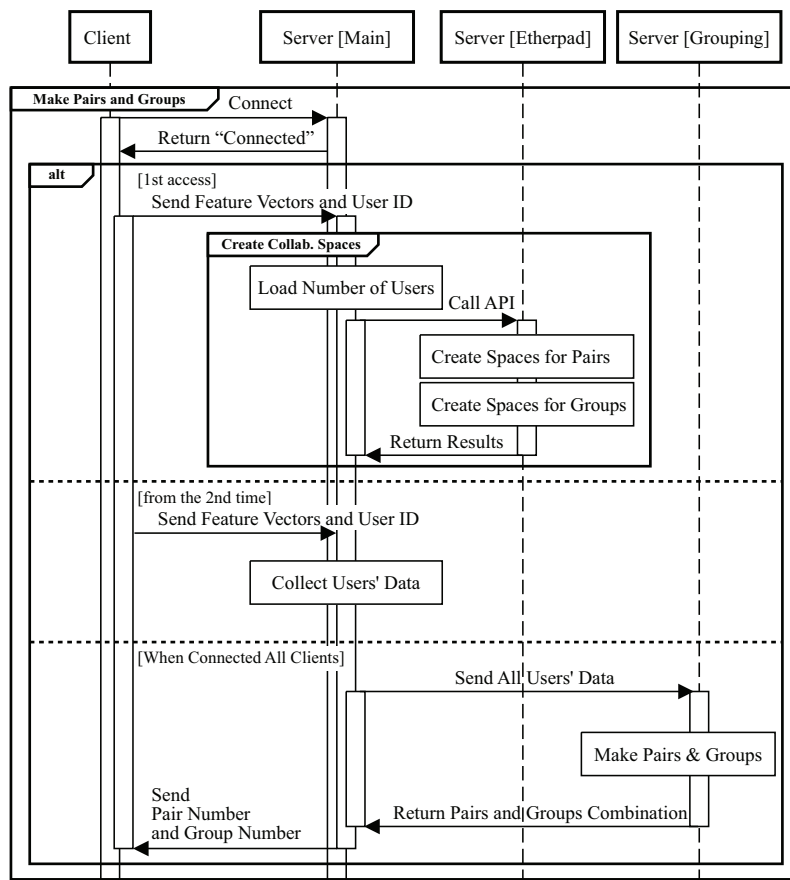 Client
Server [Main]
Server [Etherpad]
Server [Grouping]
Make Pairs and Groups
Connect
Return “Connected”
alt
[1st access]
Send Feature Vectors and User ID
Create Collab. Spaces
Load Number of Users
Call API
Create Spaces for Pairs
Create Spaces for Groups
Return Results
[from the 2nd time]
Send Feature Vectors and User ID
Collect Users' Data
[When Connected All Clients]
Send All Users' Data
Make Pairs & Groups
Send
Pair Number
and Group Number
Return Pairs and Groups Combination